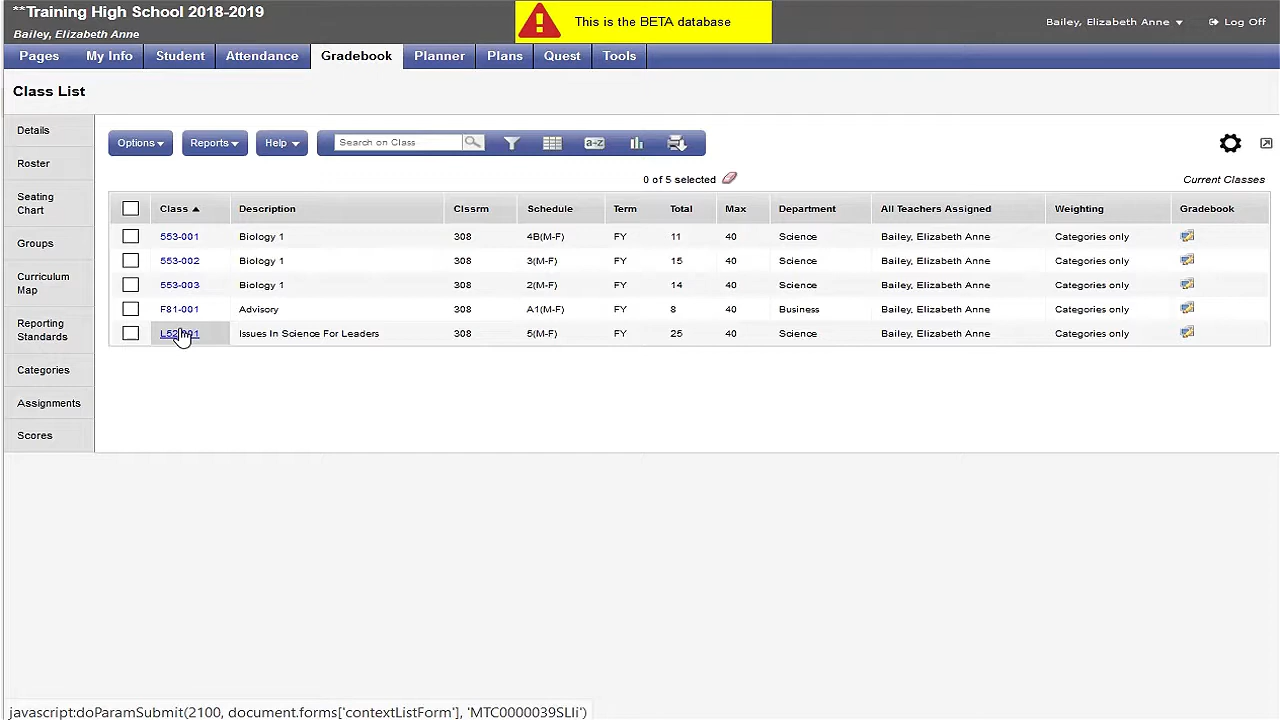 **Training High School 2018-2019
Bailey, Elizabeth Anne
This is the BETA database
Bailey, Elizabeth Anne Log Off
Pages My Info Student Attendance Gradebook Planner Plans Quest Tools
Class List
Details
Roster
Seating
Chart
Groups
Curriculum
Map
Reporting
Standards
Categories
Assignments
Scores
Options Reports Help Search on Class a-z
0 of 5 selected Current Classes
Class Description Clssrm Schedule Term Total Max Department All Teachers Assigned Weighting Gradebook
553-001 Biology 1 308 4B(M-F) FY 11 40 Science Bailey, Elizabeth Anne Categories only
553-002 Biology 1 308 3(M-F) FY 15 40 Science Bailey, Elizabeth Anne Categories only
553-003 Biology 1 308 2(M-F) FY 14 40 Science Bailey, Elizabeth Anne Categories only
F81-001 Advisory 308 A1(M-F) FY 8 40 Business Bailey, Elizabeth Anne Categories only
Issues In Science For Leaders 308 5(M-F) FY 25 40 Science Bailey, Elizabeth Anne Categories only
javascript:doParamSubmit(2100, document.forms['contextListForm'], 'MTC0000039SLIi')